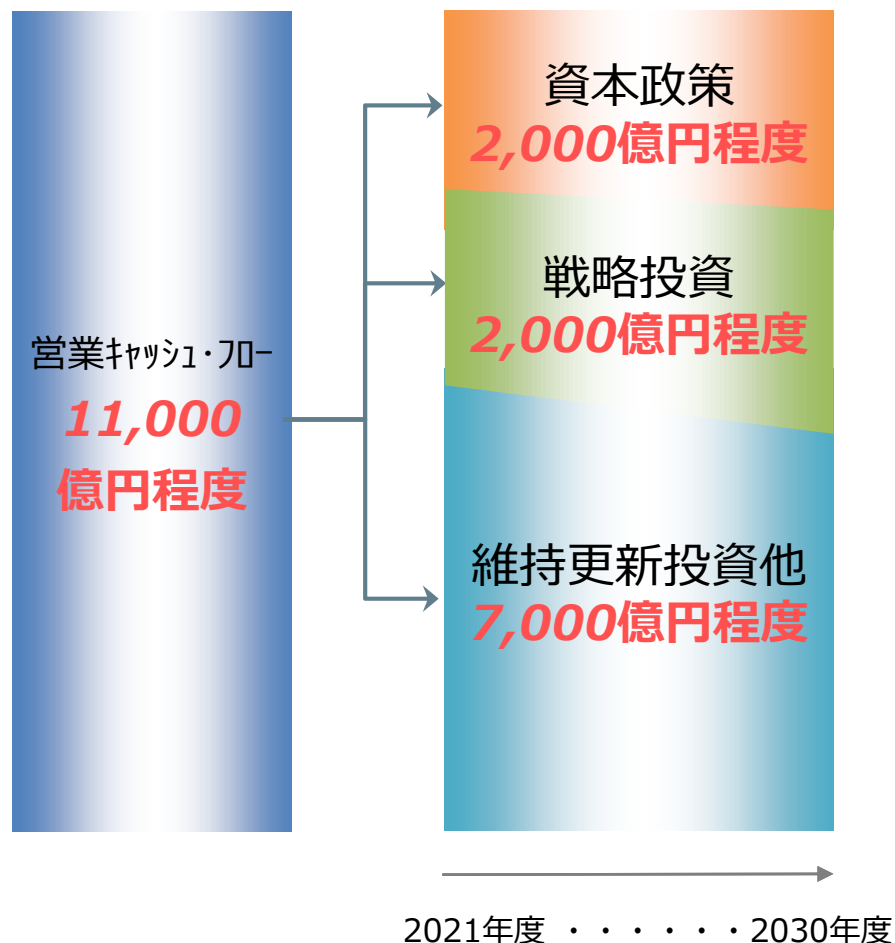 営業ｷｬｯｼｭ・ﾌﾛｰ
11,000
億円程度
資本政策
2,000億円程度
戦略投資
2,000億円程度
維持更新投資他
7,000億円程度
2021年度 ・・・・・・2030年度